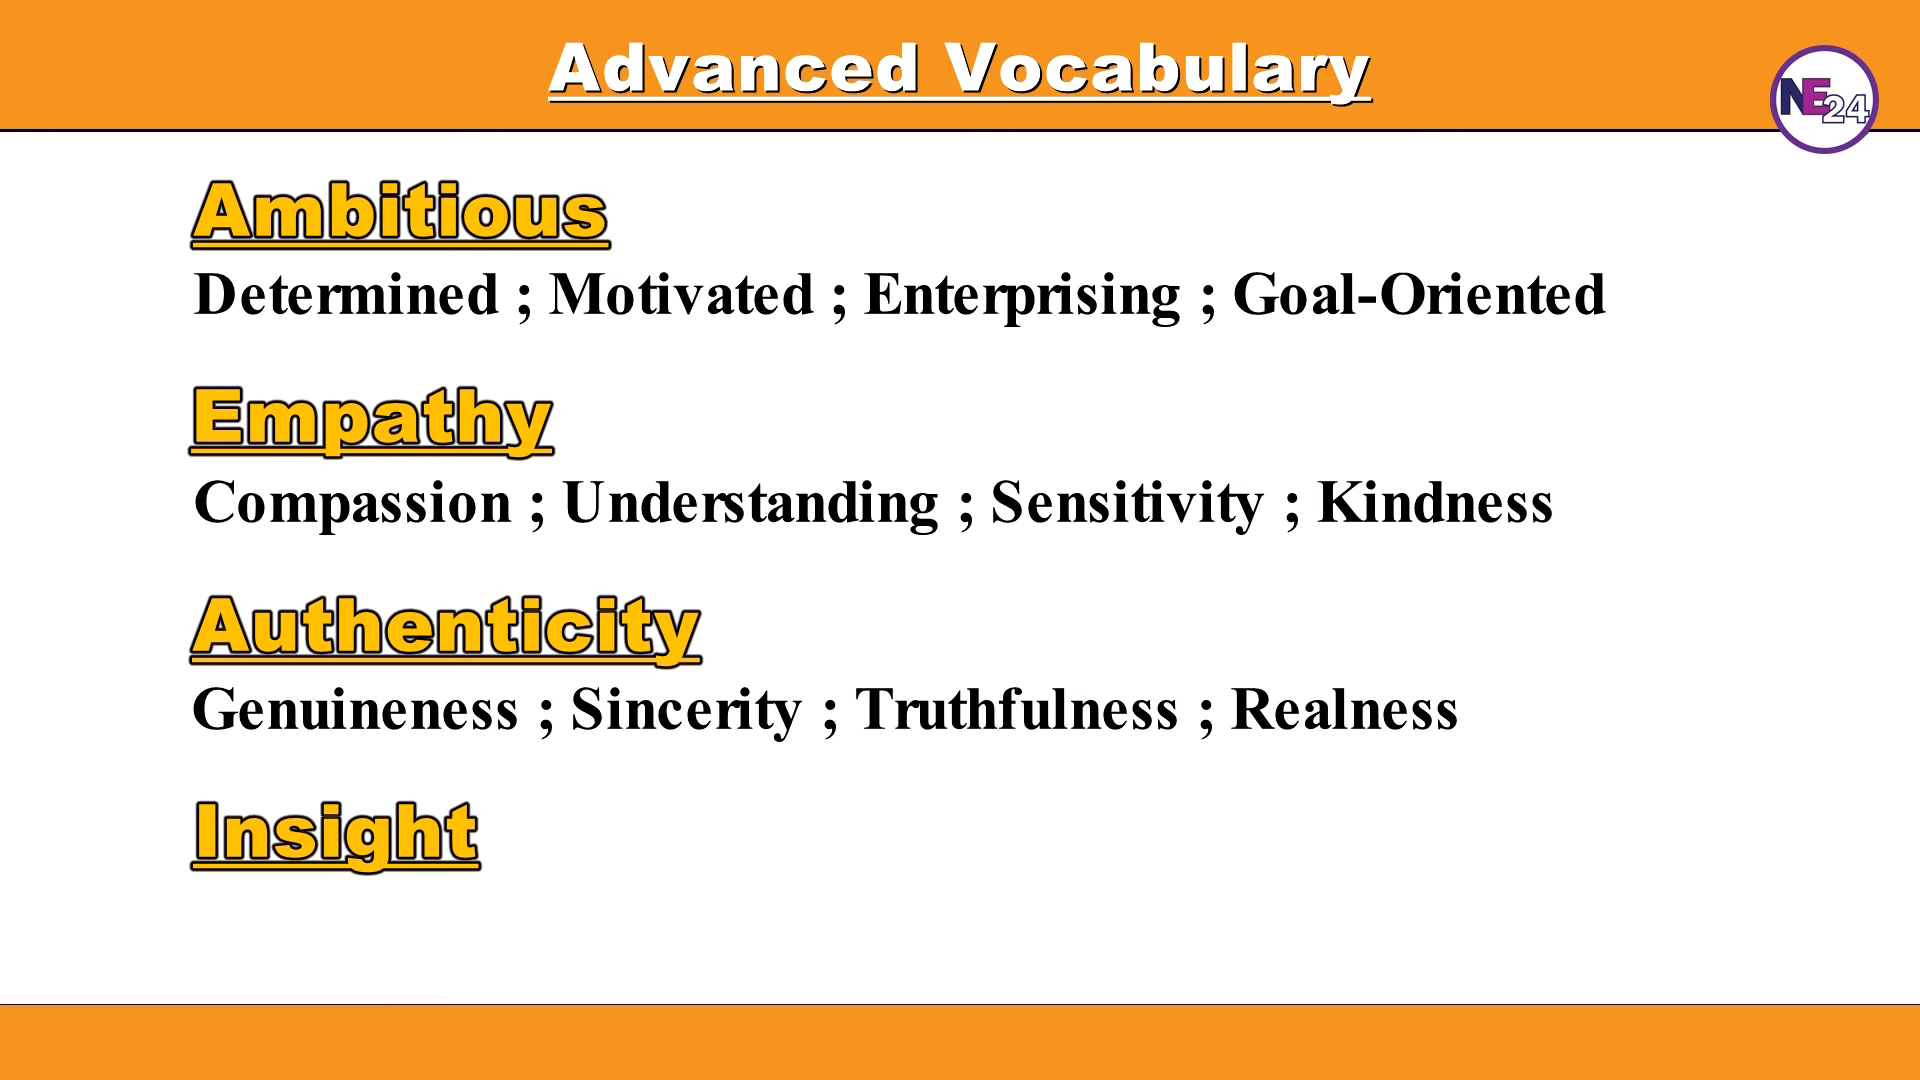 Advanced Vocabulary
NE24
Ambitious
Determined ; Motivated ; Enterprising ; Goal-Oriented
Empathy
Compassion ; Understanding ; Sensitivity ; Kindness
Authenticity
Genuineness ; Sincerity ; Truthfulness ; Realness
Insight